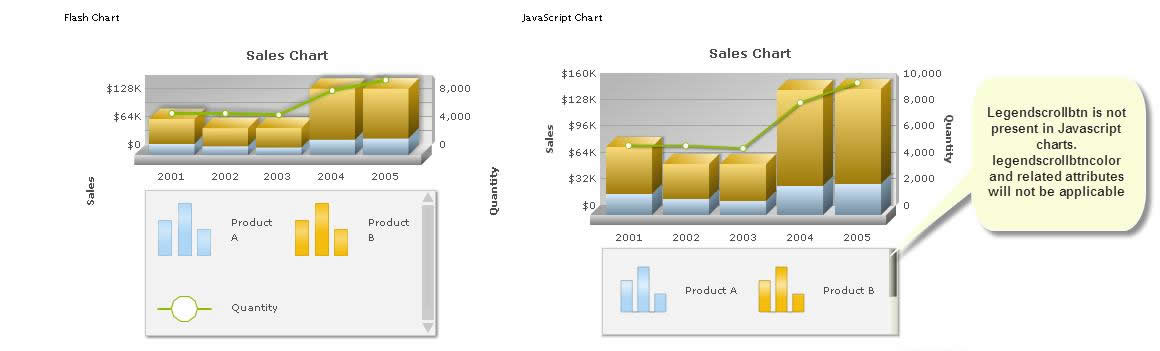 Flash Chart
Sales Chart
$128K
$64K
$0
8,000
4,000
0
Sales
Quantity
2001 2002 2003 2004 2005
Product A
Product B
Quantity
JavaScript Chart
Sales Chart
$160K
$128K
$96K
$64K
$32K
$0
10,000
8,000
6,000
4,000
2,000
0
Sales
Quantity
2001 2002 2003 2004 2005
Product A Product B
Legendscrollbtn is not
present in Javascript
charts.
legendscrollbtncolor
and related attributes
will not be applicable